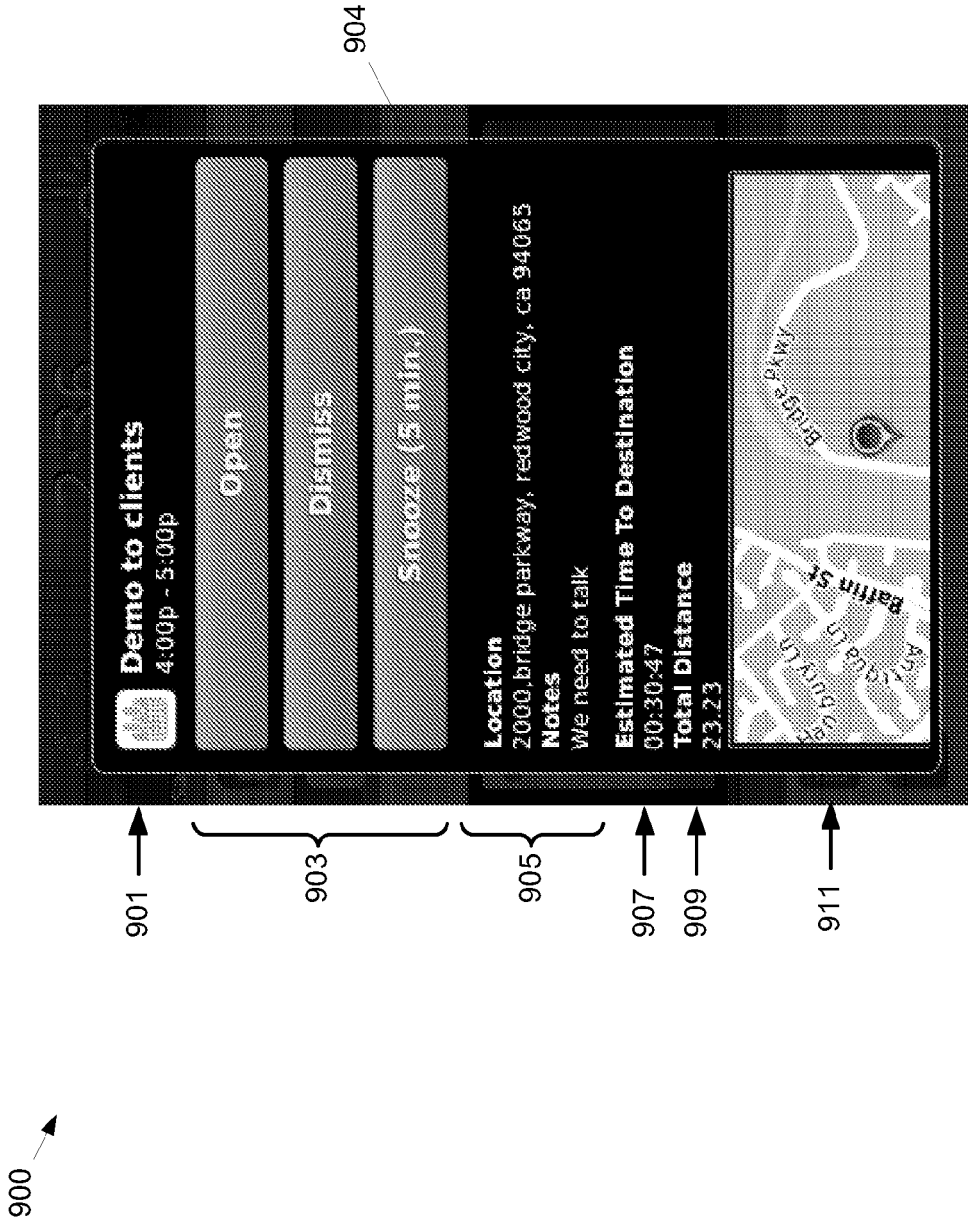 900
904
901
Demo to clients
4:00p - 5:00p
903
Open
Dismiss
Snooze (5 min.)
905
Location
2000,bridge parkway, redwood city, ca 94065
Notes
We need to talk
907
Estimated Time To Destination
00:30:47
909
Total Distance
23.23
911
Bridge Pkwy
Baffin St
Ln